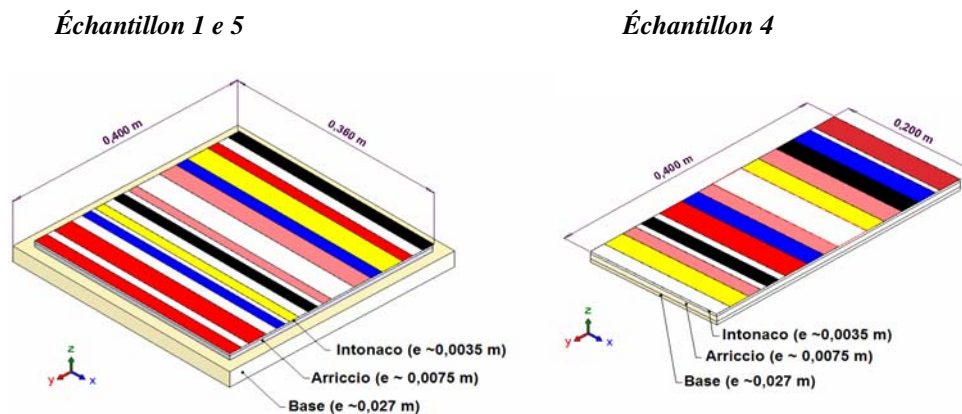 Échantillon 1 e 5
Échantillon 4
0,400 m
0,360 m
Intonaco (e ~0,0035 m)
Arriccio (e ~ 0,0075 m)
Base (e ~0,027 m)
z
y
x
0,400 m
0,200 m
Intonaco (e ~0,0035 m)
Arriccio (e ~ 0,0075 m)
Base (e ~0,027 m)
z
y
x